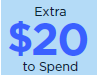 Extra
$20
to Spend